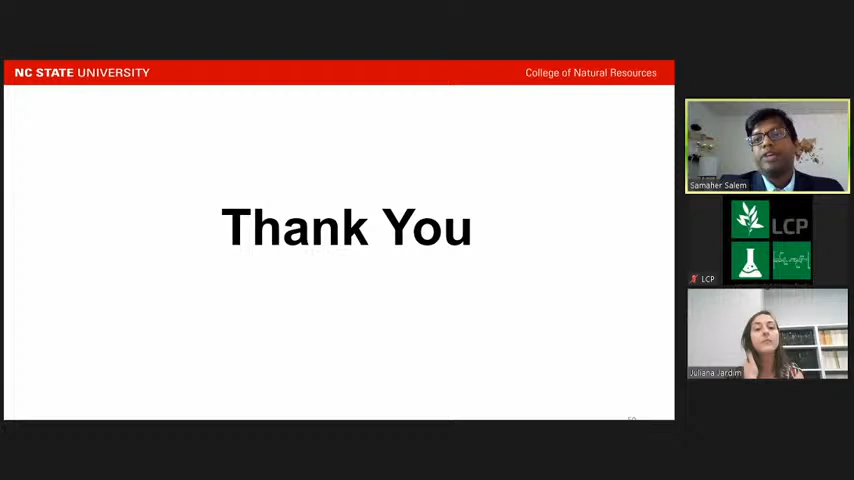 NC STATE UNIVERSITY
College of Natural Resources
Thank You
Samaher Salem
LCP
LCP
Juliana Jardim